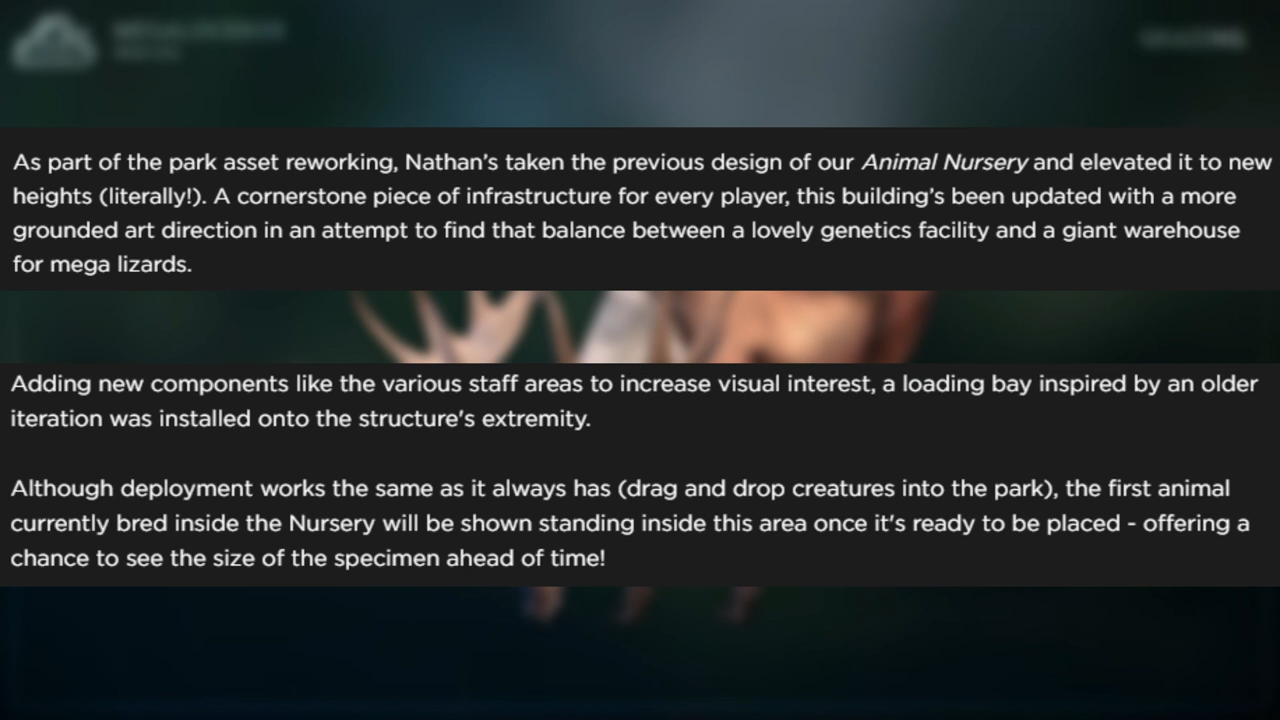 As part of the park asset reworking, Nathan's taken the previous design of our Animal Nursery and elevated it to new
heights (literally!). A cornerstone piece of infrastructure for every player, this building's been updated with a more
grounded art direction in an attempt to find that balance between a lovely genetics facility and a giant warehouse
for mega lizards.
Adding new components like the various staff areas to increase visual interest, a loading bay inspired by an older
iteration was installed onto the structure's extremity.
Although deployment works the same as it always has (drag and drop creatures into the park), the first animal
currently bred inside the Nursery will be shown standing inside this area once it's ready to be placed - offering a
chance to see the size of the specimen ahead of time!